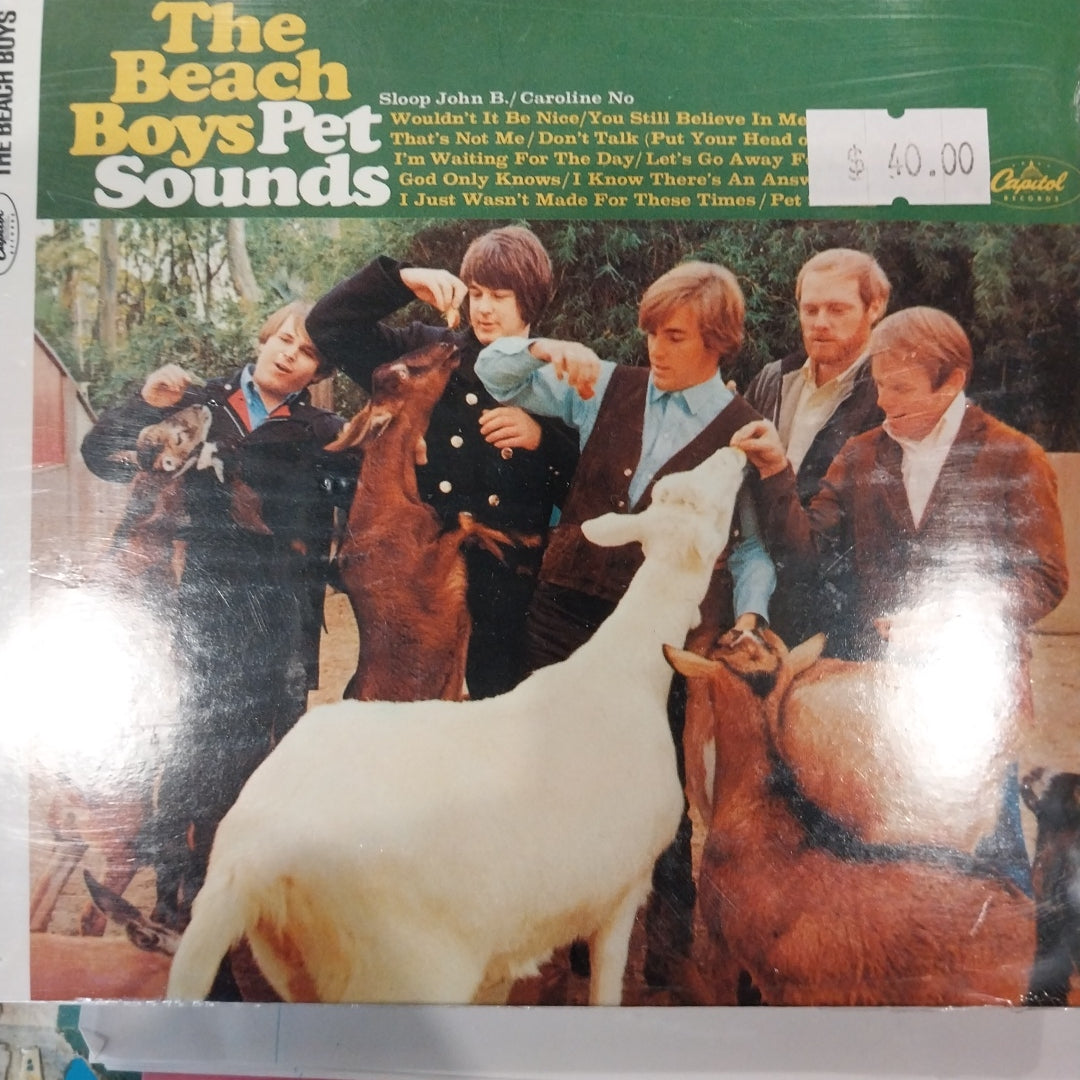 THE BEACH BOYS
The
Beach
Boys Pet
Sounds
Sloop John B./Caroline No
Wouldn't It Be Nice/You Still Believe In Me
That's Not Me/Don't Talk (Put Your Head
I'm Waiting For The Day/Let's Go Away
God Only Knows/I Know There's An
I Just Wasn't Made For These Times/Pet
$ 40.00
Capitol
RECORDS
Capitol